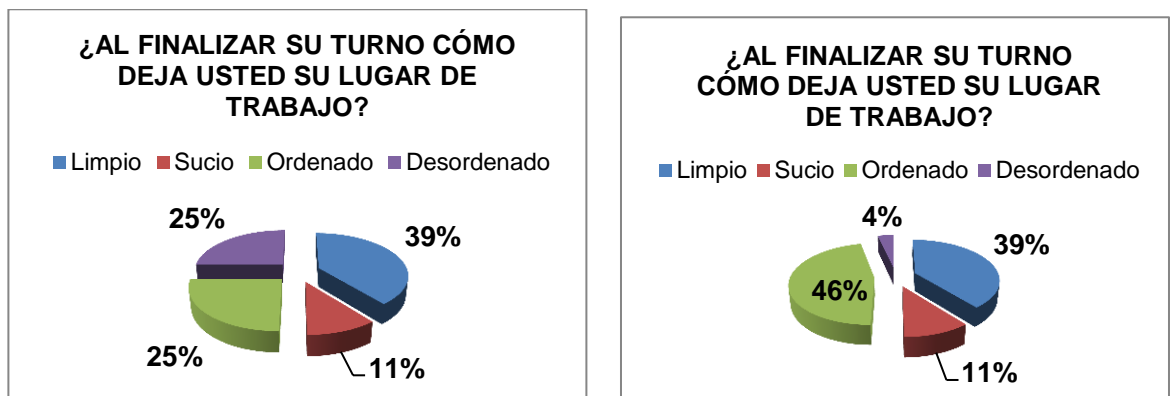 ¿AL FINALIZAR SU TURNO CÓMO
DEJA USTED SU LUGAR DE
TRABAJO?
Limpio Sucio Ordenado Desordenado
25%
39%
25%
11%
¿AL FINALIZAR SU TURNO
CÓMO DEJA USTED SU LUGAR
DE TRABAJO?
Limpio Sucio Ordenado Desordenado
4%
39%
46%
11%